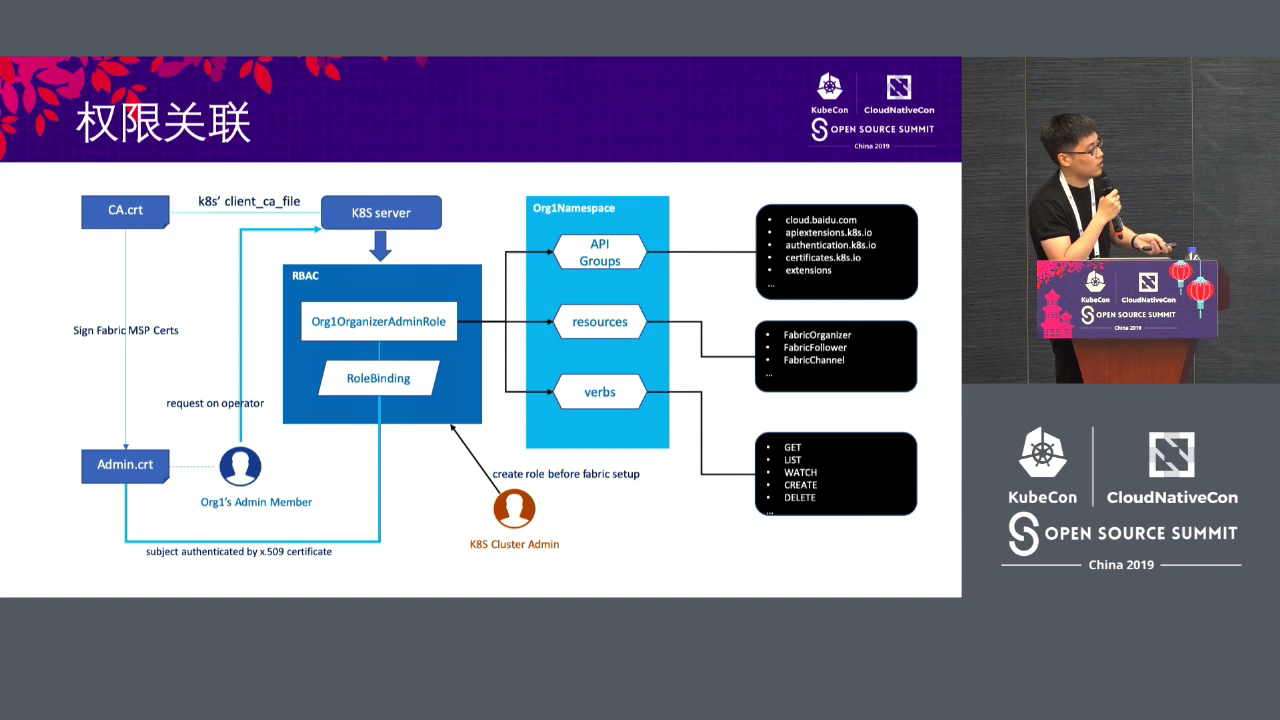 权限关联
KubeCon
CloudNativeCon
OPEN SOURCE SUMMIT
China 2019
CA.crt
k8s' client_ca_file
K8S server
Sign Fabric MSP Certs
request on operator
Admin.crt
Org1's Admin Member
subject authenticated by x.509 certificate
RBAC
Org1OrganizerAdminRole
RoleBinding
create role before fabric setup
K8S Cluster Admin
Org1Namespace
API
Groups
resources
verbs
• cloud.baidu.com
• apiextensions.k8s.io
• authentication.k8s.io
• certificates.k8s.io
• extensions
...
• FabricOrganizer
• FabricFollower
• FabricChannel
...
• GET
• LIST
• WATCH
• CREATE
• DELETE
...
KubeCon
CloudNativeCon
OPEN SOURCE SUMMIT
China 2019
KubeCon
CloudNativeCon
OPEN SOURCE SUMMIT
China 2019